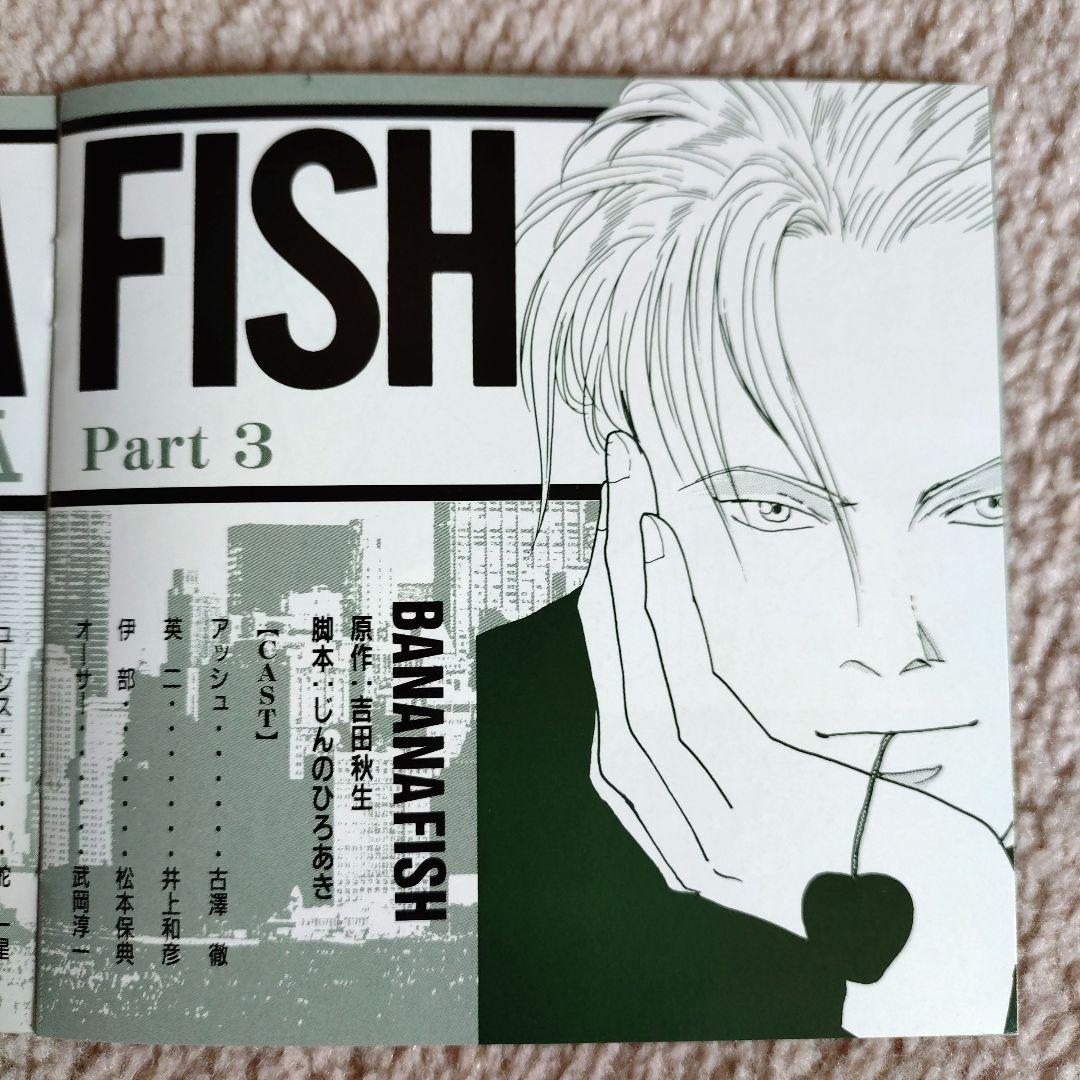 FISH
Part 3
BANANA FISH
原作：吉田秋生
脚本：じんのひろあき
【CAST】
アッシュ・・・・・古澤 徹
英二・・・・・・井上和彦
伊部・・・・・・松本保典
オーサー・・・・・武岡淳一